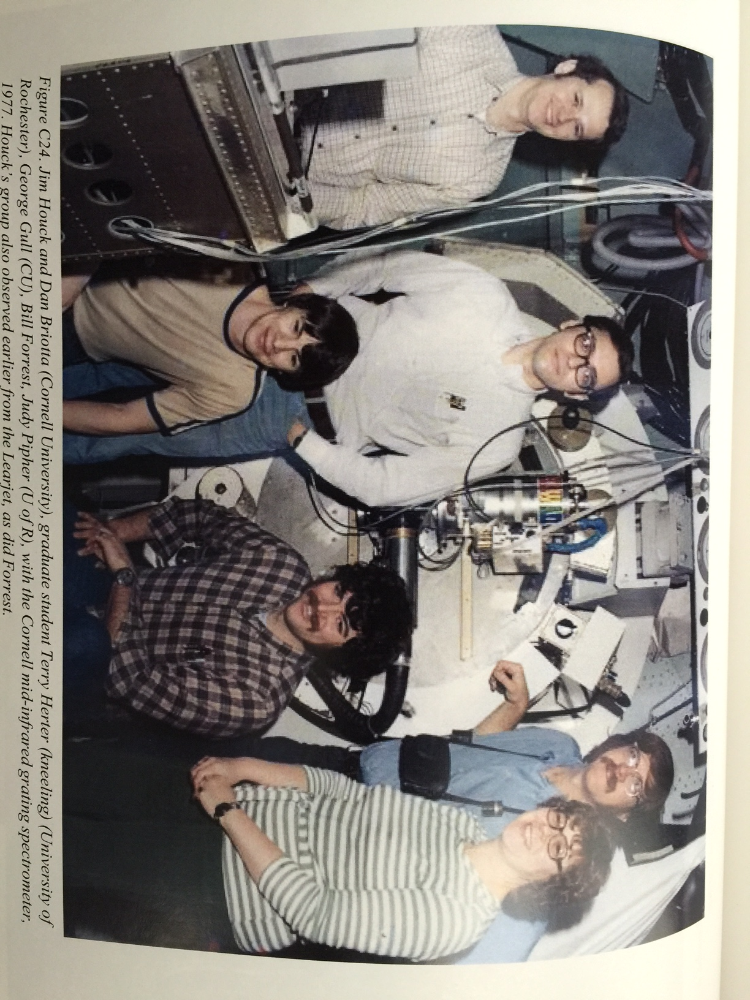 Figure C24. Jim Houck and Dan Briotta (Cornell University), graduate student Terry Herter (kneeling) (University of
Rochester), George Gull (CU), Bill Forrest, Judy Pipher (U of R), with the Cornell mid-infrared grating spectrometer,
1977. Houck's group also observed earlier from the Learjet, as did Forrest.